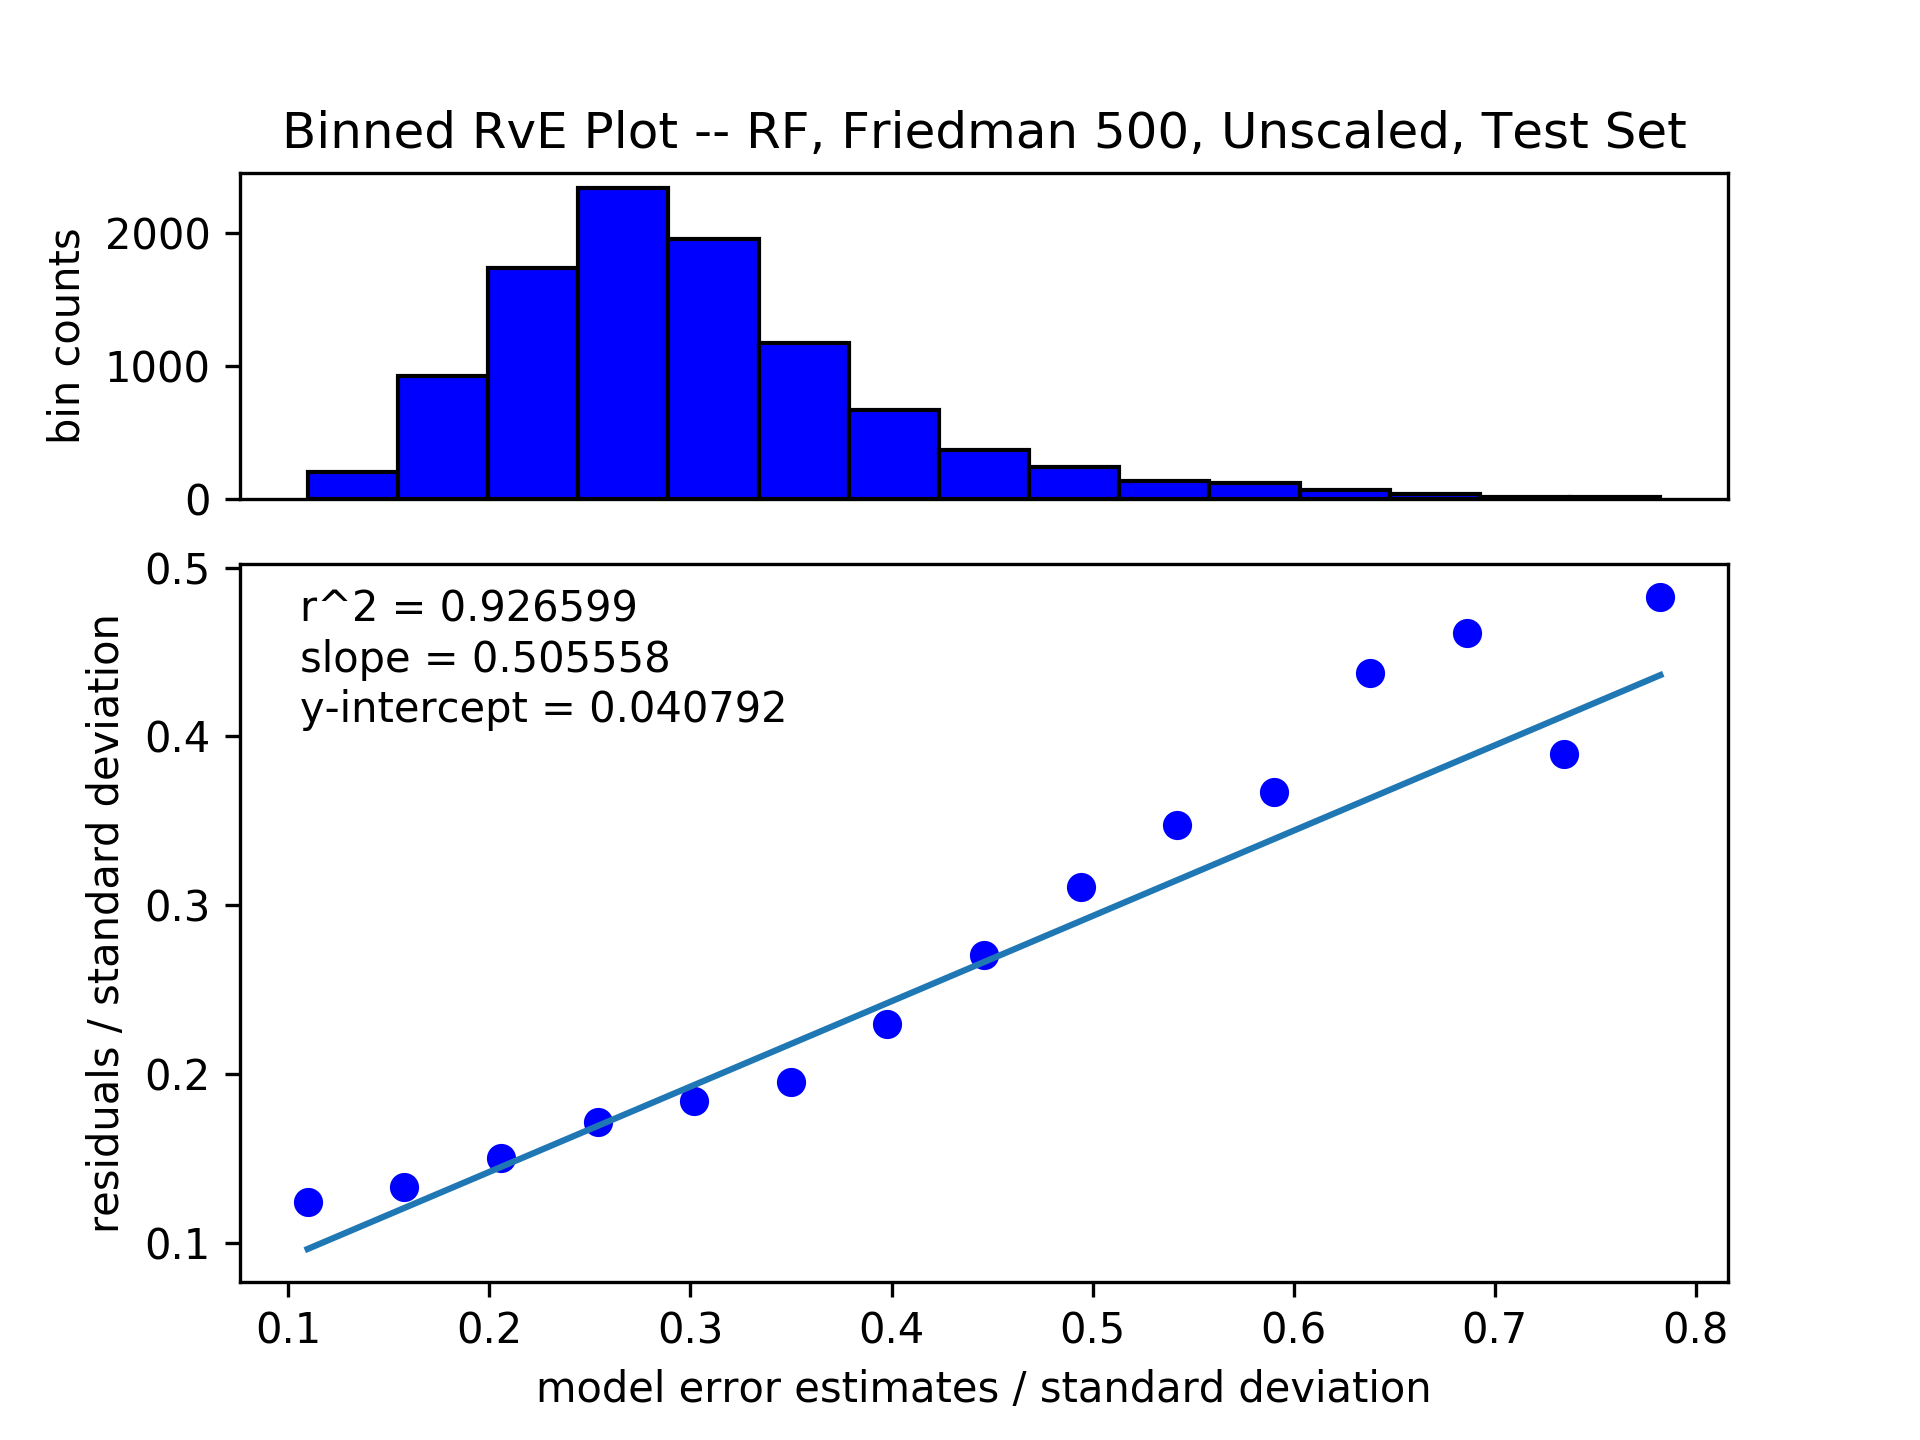 Binned RvE Plot -- RF, Friedman 500, Unscaled, Test Set
bin counts
2000
1000
0
residuals / standard deviation
0.5
0.4
0.3
0.2
0.1
r^2 = 0.926599
slope = 0.505558
y-intercept = 0.040792
0.1 0.2 0.3 0.4 0.5 0.6 0.7 0.8
model error estimates / standard deviation